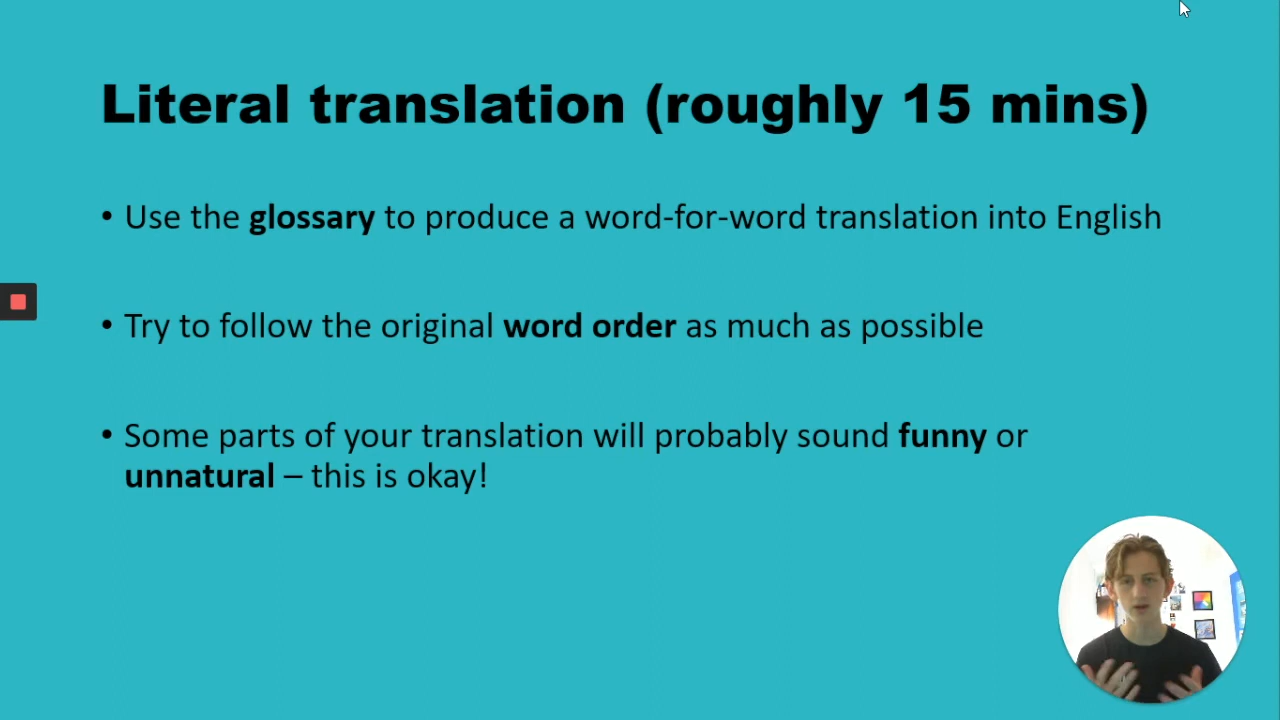 Literal translation (roughly 15 mins)
• Use the glossary to produce a word-for-word translation into English
• Try to follow the original word order as much as possible
• Some parts of your translation will probably sound funny or
unnatural – this is okay!